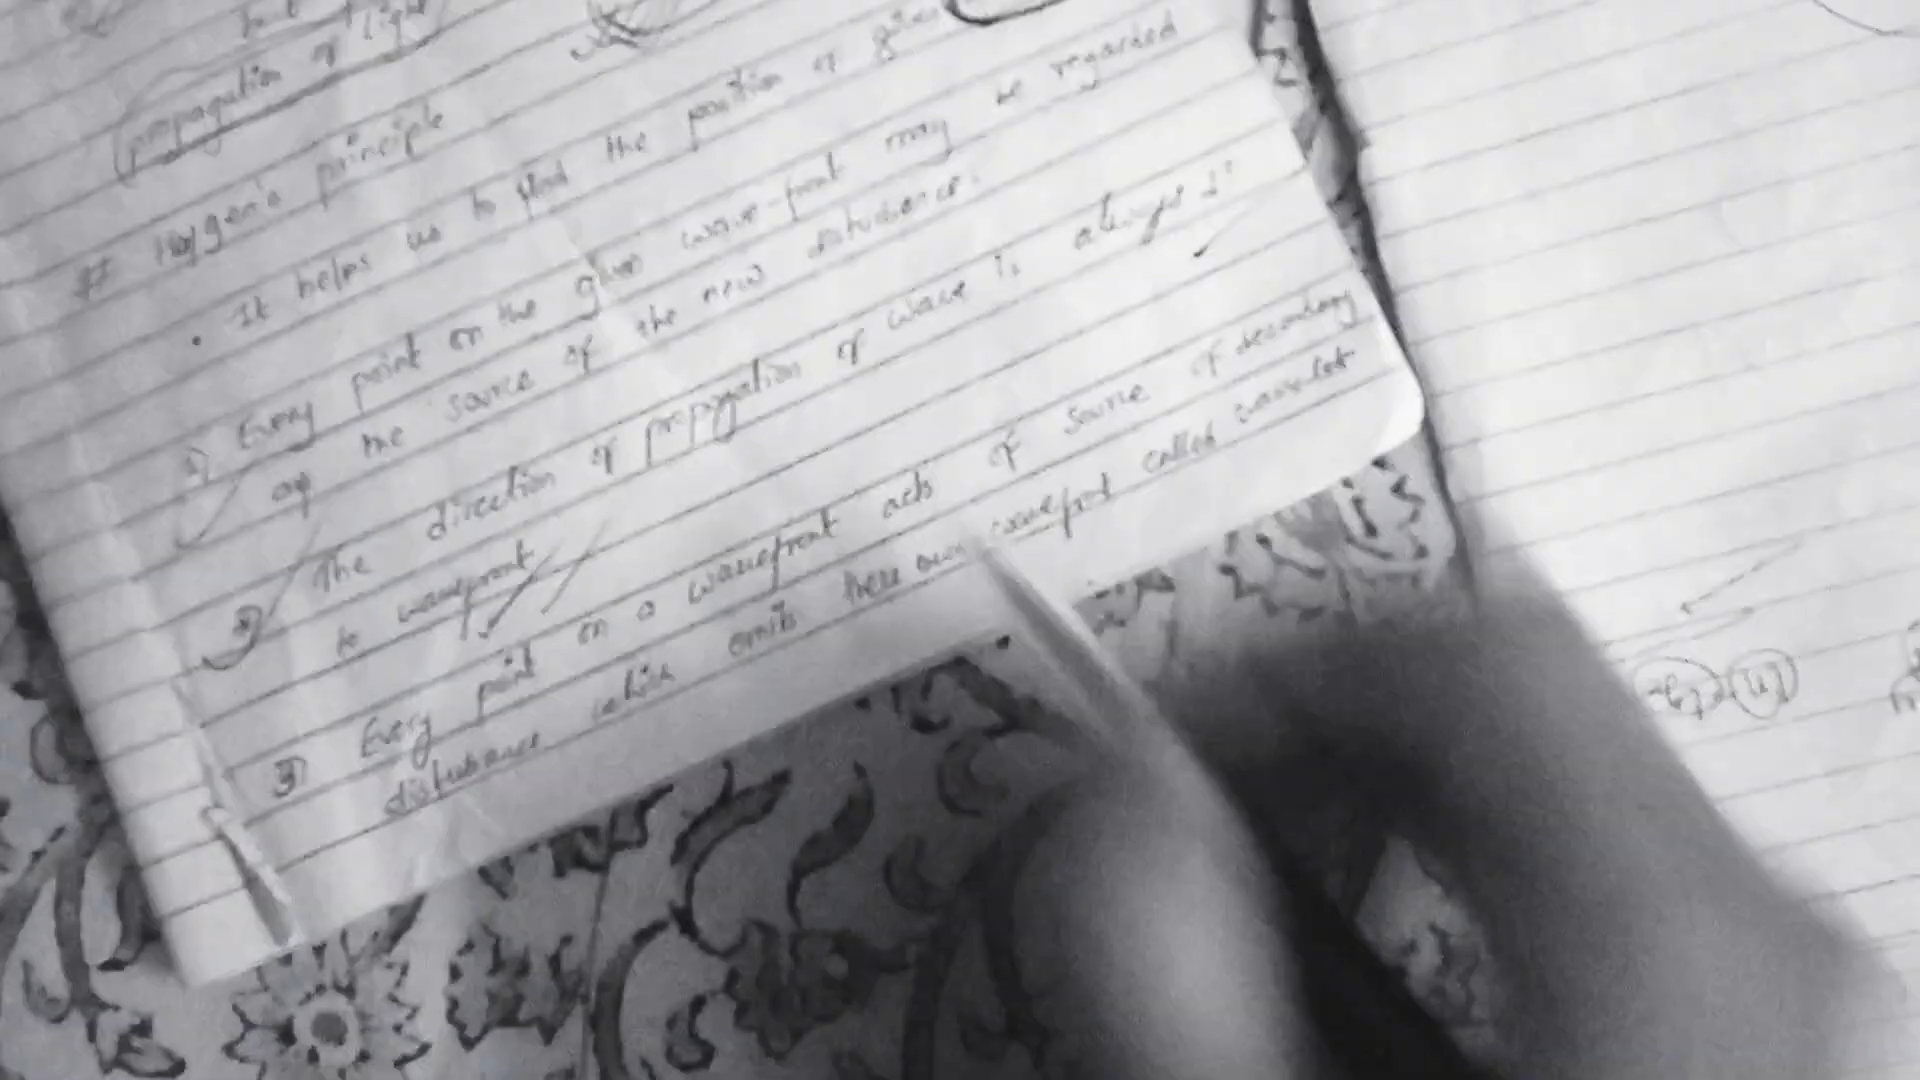 propagation of light
# Huygen's principle
• It helps us to find the position of given
1) Every point on the given wave-front may be regarded
as the source of the new disturbance.
2) The direction of propagation of wave is always
to wavefront
3) Every point on a wavefront acts of source of secondary
disturbance which emits there own wavefront called wavelet